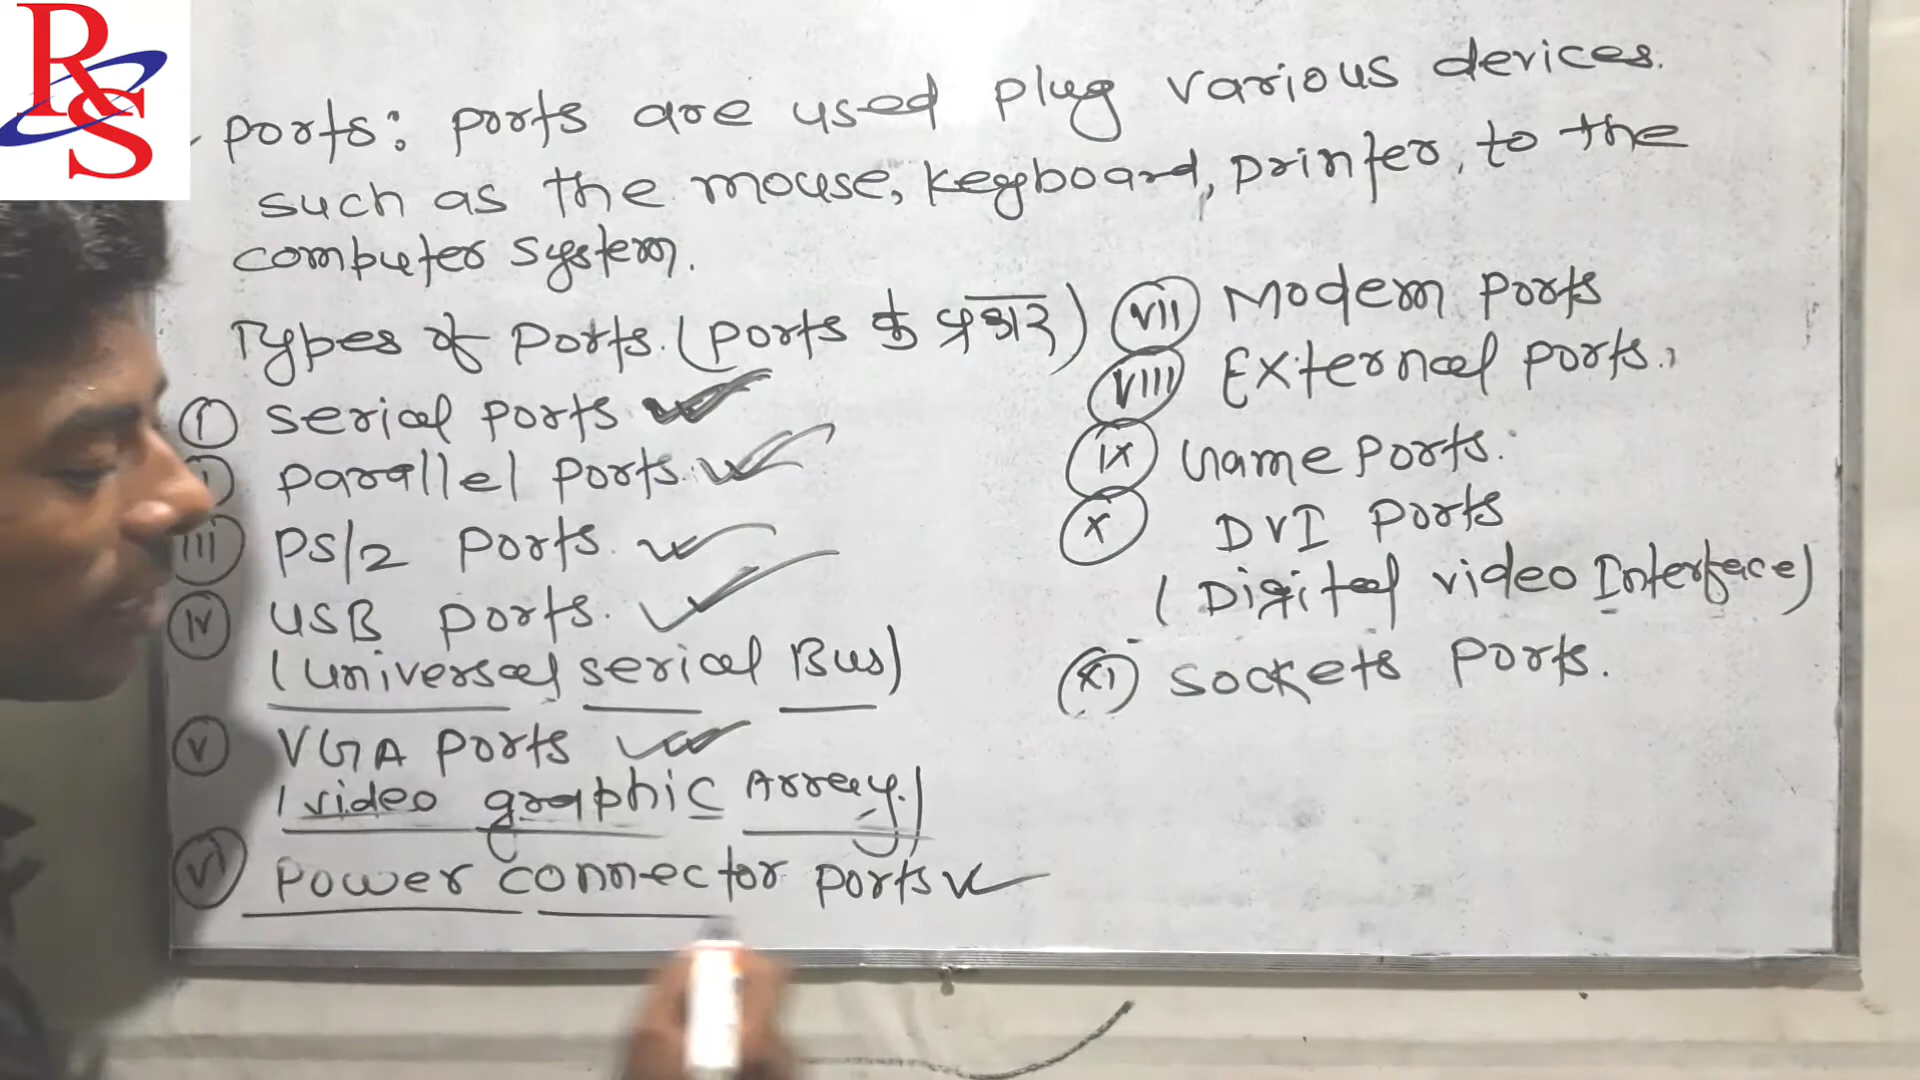 RS
Ports: Ports are used plug various devices.
such as the mouse, keyboard, printer, to the
computer system.
Types of Ports. (Ports के प्रकार)
I Serial Ports
Parallel Ports.
III PS/2 Ports.
IV USB Ports.
(Universal Serial Bus)
V VGA Ports
(Video graphic Array.)
VI Power connector Ports
VII Modem Ports
VIII External Ports.
IX Game Ports.
X DVI Ports
(Digital video Interface)
XI Sockets Ports.